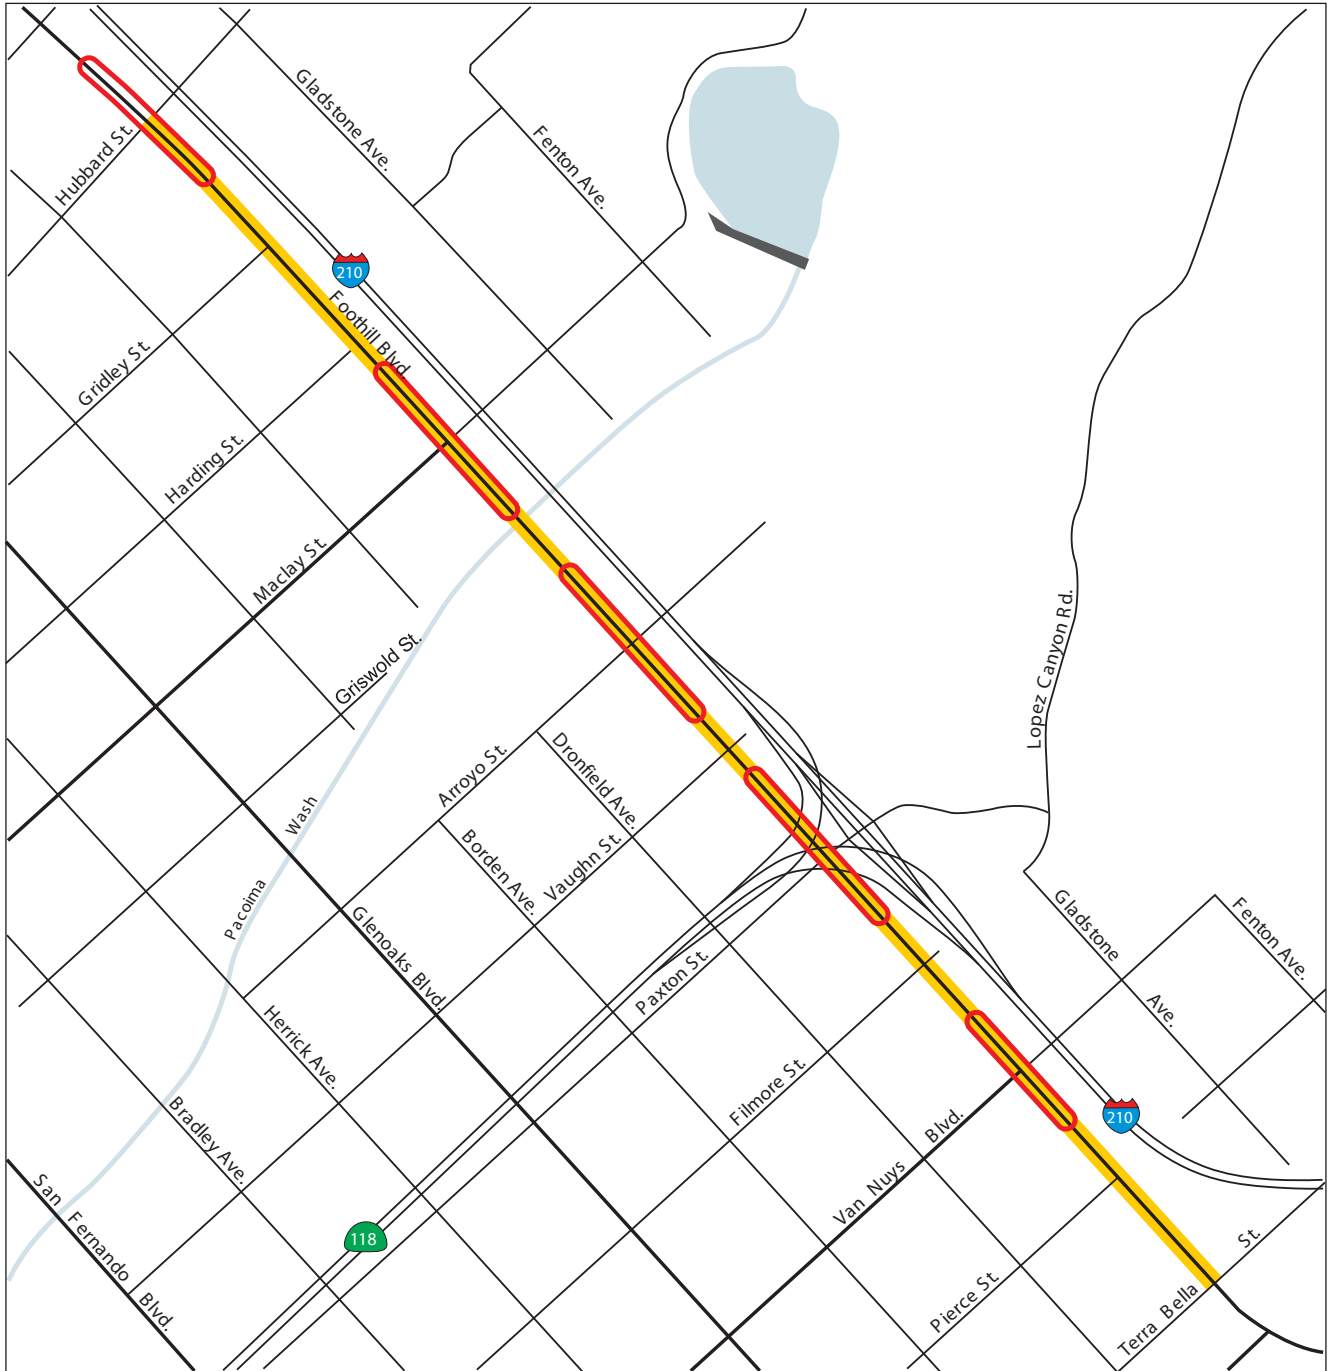 Gladstone Ave.
Fenton Ave.
Hubbard St.
210
Foothill Blvd.
Gridley St.
Harding St.
Maclay St.
Griswold St.
Lopez Canyon Rd.
Arroyo St.
Dronfield Ave.
Borden Ave.
Vaughn St.
Wash
Pacoima
Glenoaks Blvd.
Paxton St.
Gladstone
Ave.
Fenton Ave.
Herrick Ave.
Filmore St.
Bradley Ave.
210
Van Nuys
Blvd.
San
Fernando
Blvd.
118
Pierce St.
Terra Bella
St.